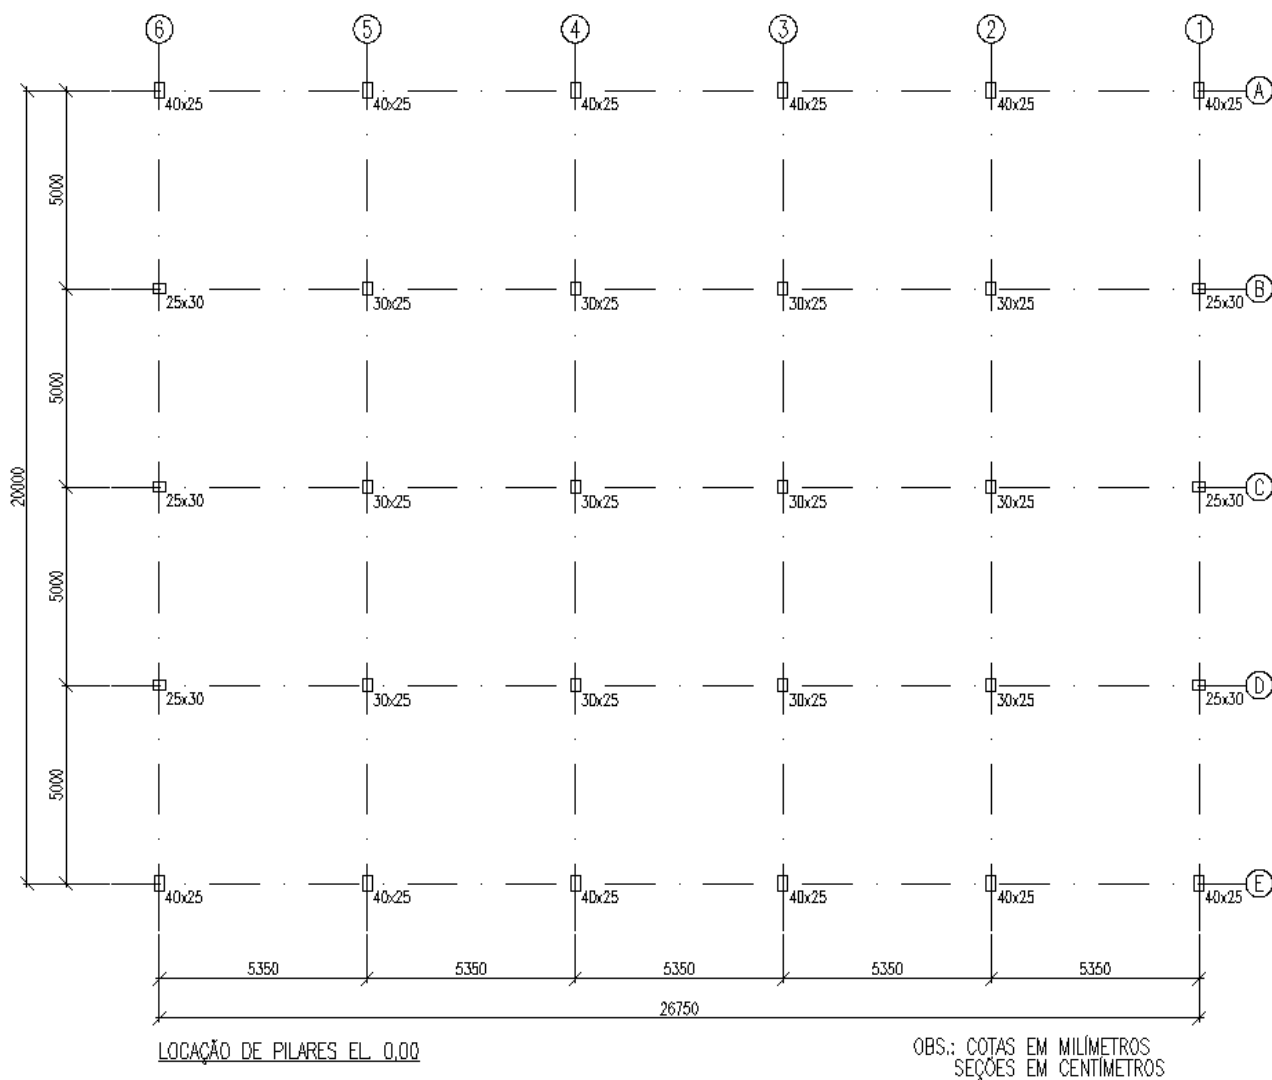 6 5 4 3 2 1
A
40x25 40x25 40x25 40x25 40x25 40x25
5000
B
25x30 30x25 30x25 30x25 30x25 25x30
5000
20000
C
25x30 30x25 30x25 30x25 30x25 25x30
5000
D
25x30 30x25 30x25 30x25 30x25 25x30
5000
E
40x25 40x25 40x25 40x25 40x25 40x25
5350 5350 5350 5350 5350
26750
LOCAÇÃO DE PILARES EL. 0,00
OBS.: COTAS EM MILÍMETROS
SEÇÕES EM CENTÍMETROS